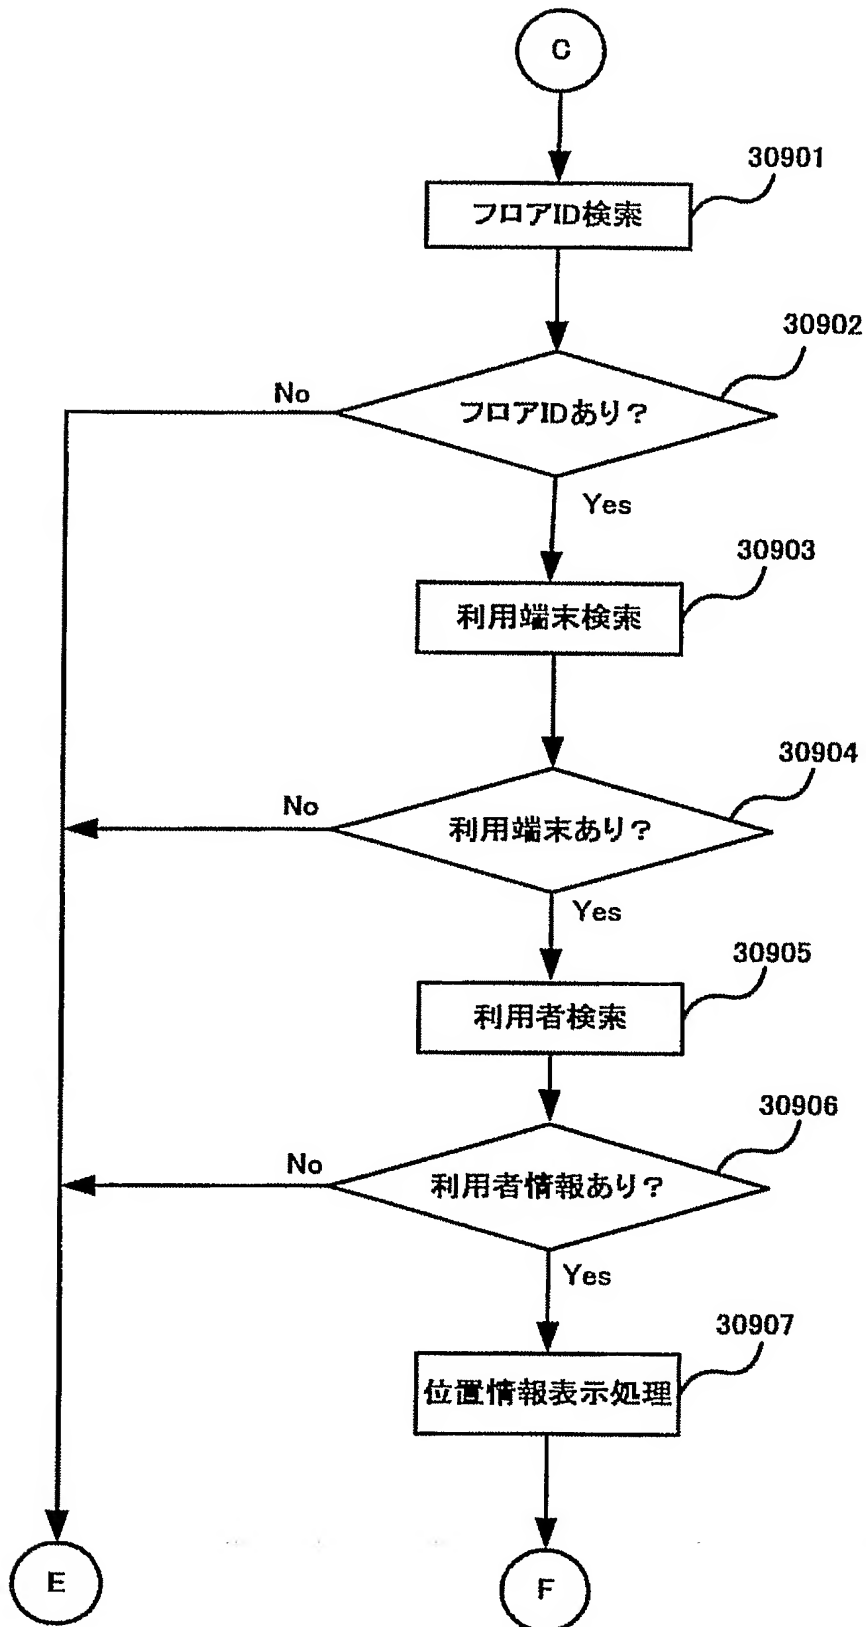 C
30901
フロアID検索
30902
No
フロアIDあり?
Yes
30903
利用端末検索
30904
No
利用端末あり?
Yes
30905
利用者検索
30906
No
利用者情報あり?
Yes
30907
位置情報表示処理
E
F